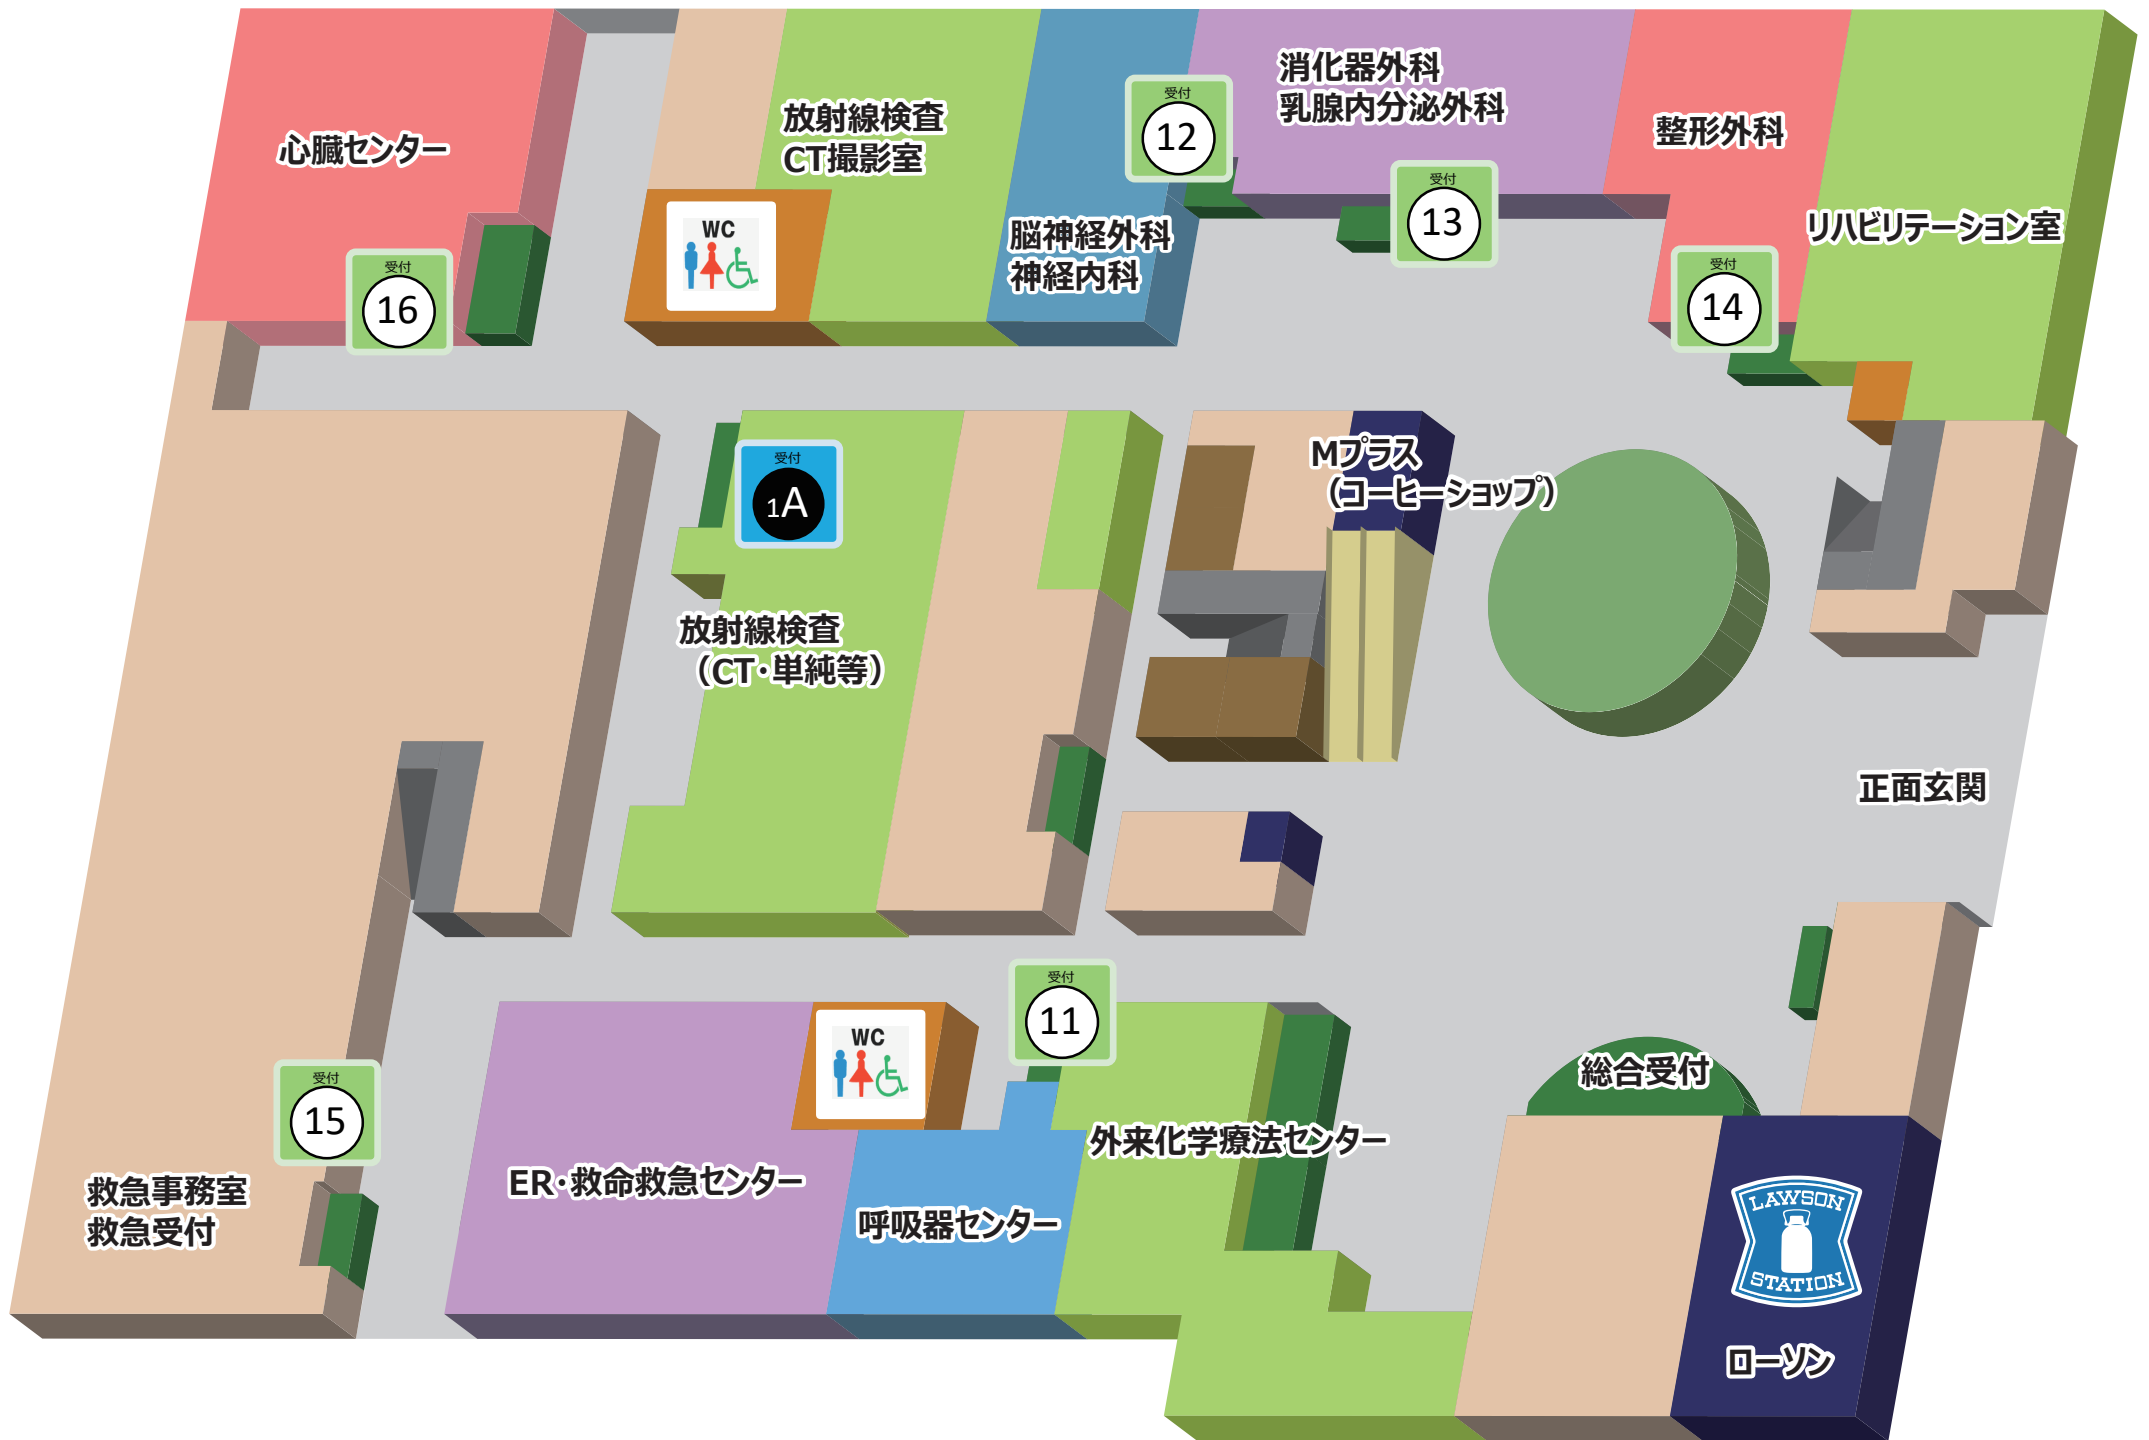 心臓センター
受付
16
WC
放射線検査
CT撮影室
脳神経外科
神経内科
受付
12
消化器外科
乳腺内分泌外科
受付
13
整形外科
受付
14
リハビリテーション室
受付
1A
放射線検査
（CT・単純等）
Mプラス
（コーヒーショップ）
正面玄関
受付
15
救急事務室
救急受付
ER・救命救急センター
WC
呼吸器センター
受付
11
外来化学療法センター
総合受付
LAWSON
STATION
ローソン